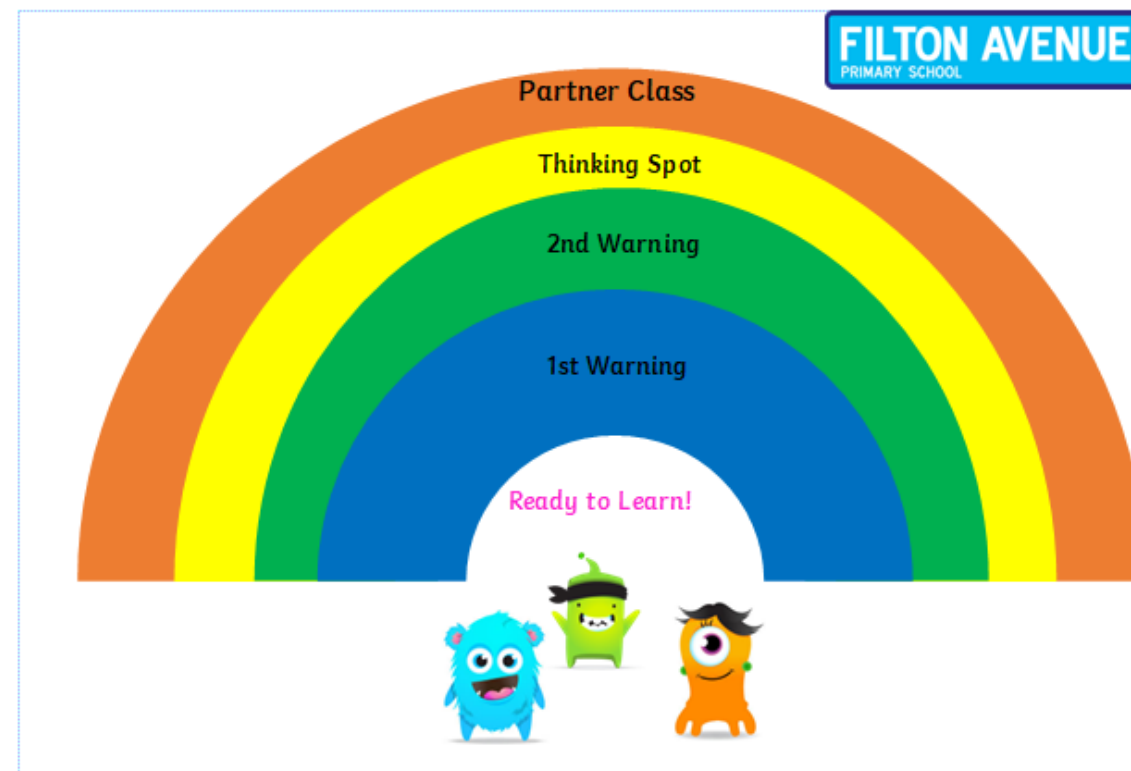 FILTON AVENUE
PRIMARY SCHOOL
Partner Class
Thinking Spot
2nd Warning
1st Warning
Ready to Learn!